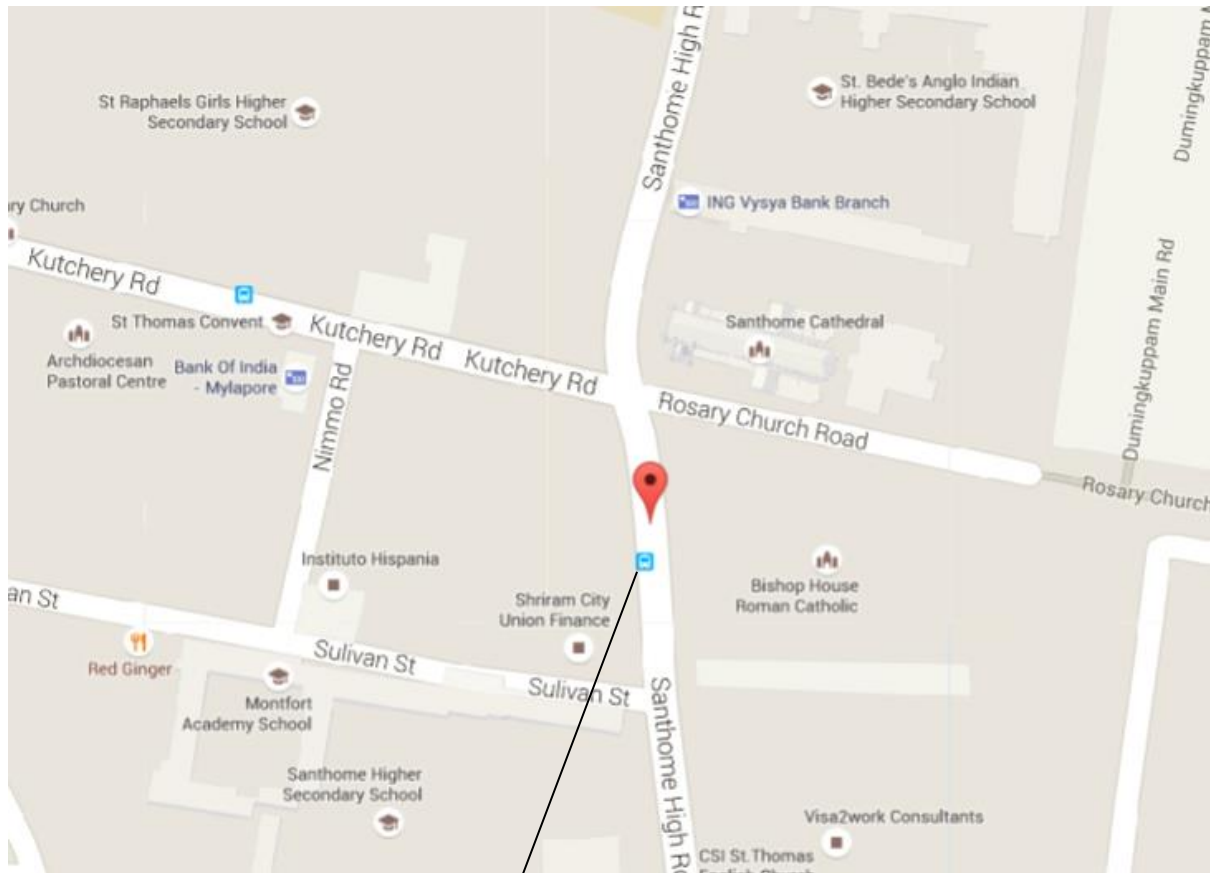 Santhome High R
Dumingkuppam M
St. Bede's Anglo Indian
Higher Secondary School
St Raphaels Girls Higher
Secondary School
ING Vysya Bank Branch
ry Church
Kutchery Rd
Dumingkuppam Main Rd
St Thomas Convent
Kutchery Rd
Kutchery Rd
Santhome Cathedral
Archdiocesan
Pastoral Centre
Bank Of India
- Mylapore
Nimmo Rd
Rosary Church Road
Rosary Church
Instituto Hispania
Bishop House
Roman Catholic
an St
Shriram City
Union Finance
Red Ginger
Sulivan St
Sulivan St
Montfort
Academy School
Santhome High Ro
Santhome Higher
Secondary School
Visa2work Consultants
CSI St.Thomas
English Church